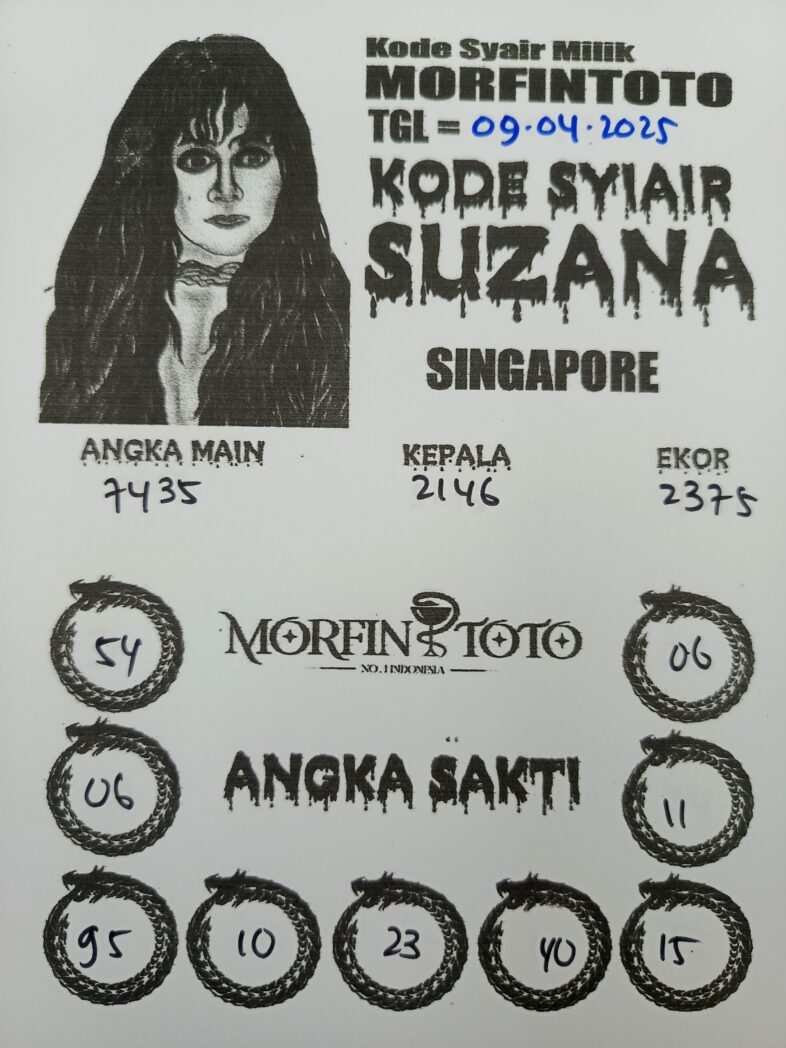 Kode Syair Milik
MORFINTOTO
TGL = 09.04.2025
KODE SYIAIR
SUZANA
SINGAPORE
ANGKA MAIN KEPALA EKOR
7435 2146 2375
54 MORFIN TOTO 06
NO.1 INDONESIA
06 ANGKA SAKTI 11
95 10 23 40 15